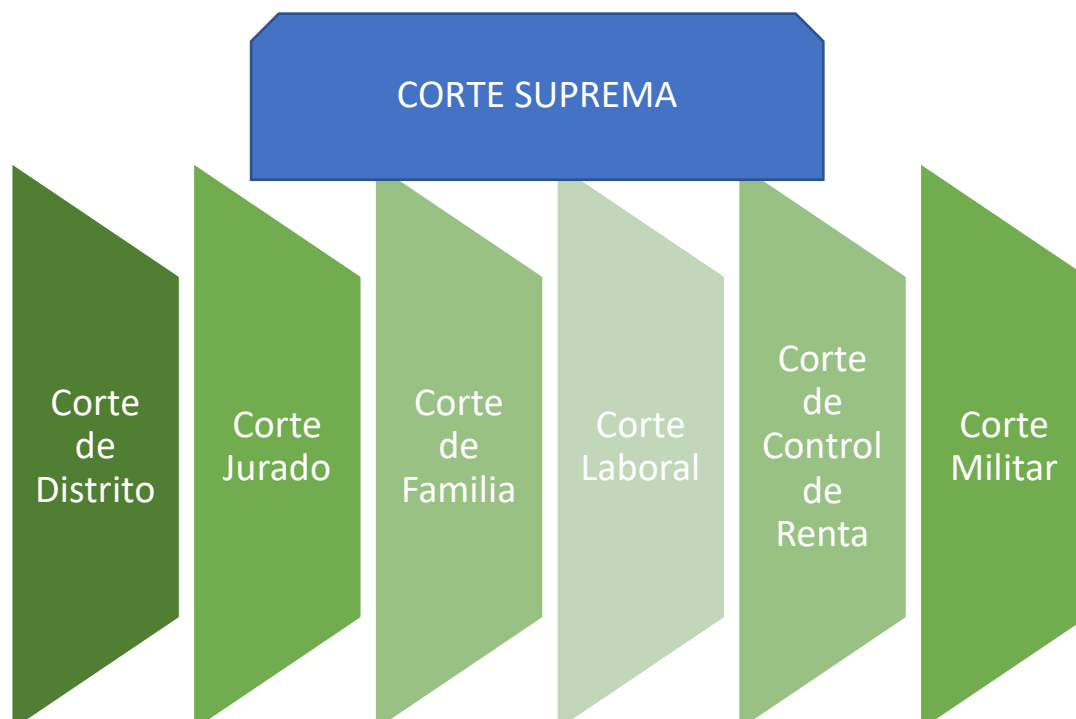 CORTE SUPREMA
Corte
de
Distrito
Corte
Jurado
Corte
de
Familia
Corte
Laboral
Corte
de
Control
de
Renta
Corte
Militar